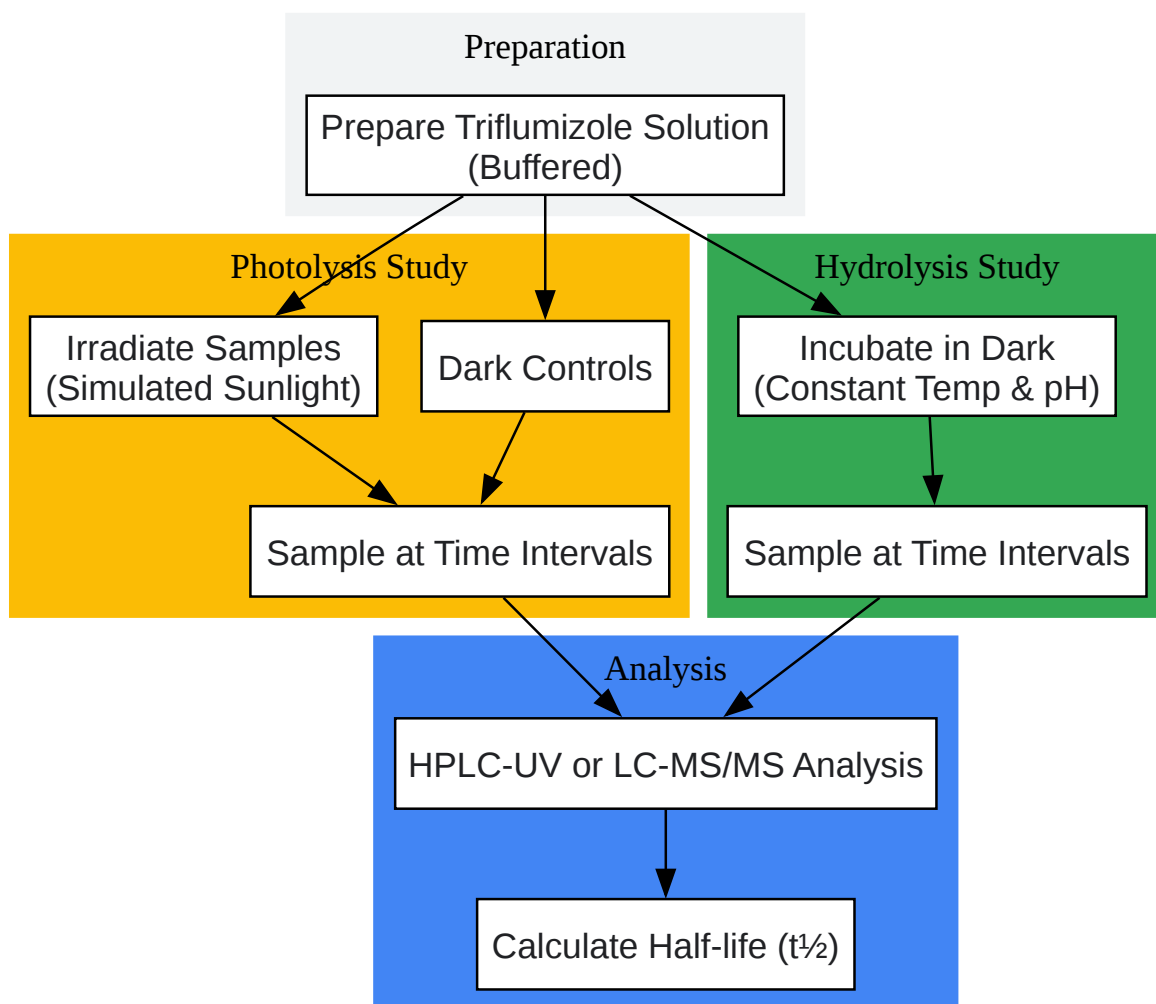 Preparation
Prepare Triflumizole Solution
(Buffered)
Photolysis Study
Irradiate Samples
(Simulated Sunlight)
Dark Controls
Sample at Time Intervals
Hydrolysis Study
Incubate in Dark
(Constant Temp & pH)
Sample at Time Intervals
Analysis
HPLC-UV or LC-MS/MS Analysis
Calculate Half-life (t½)